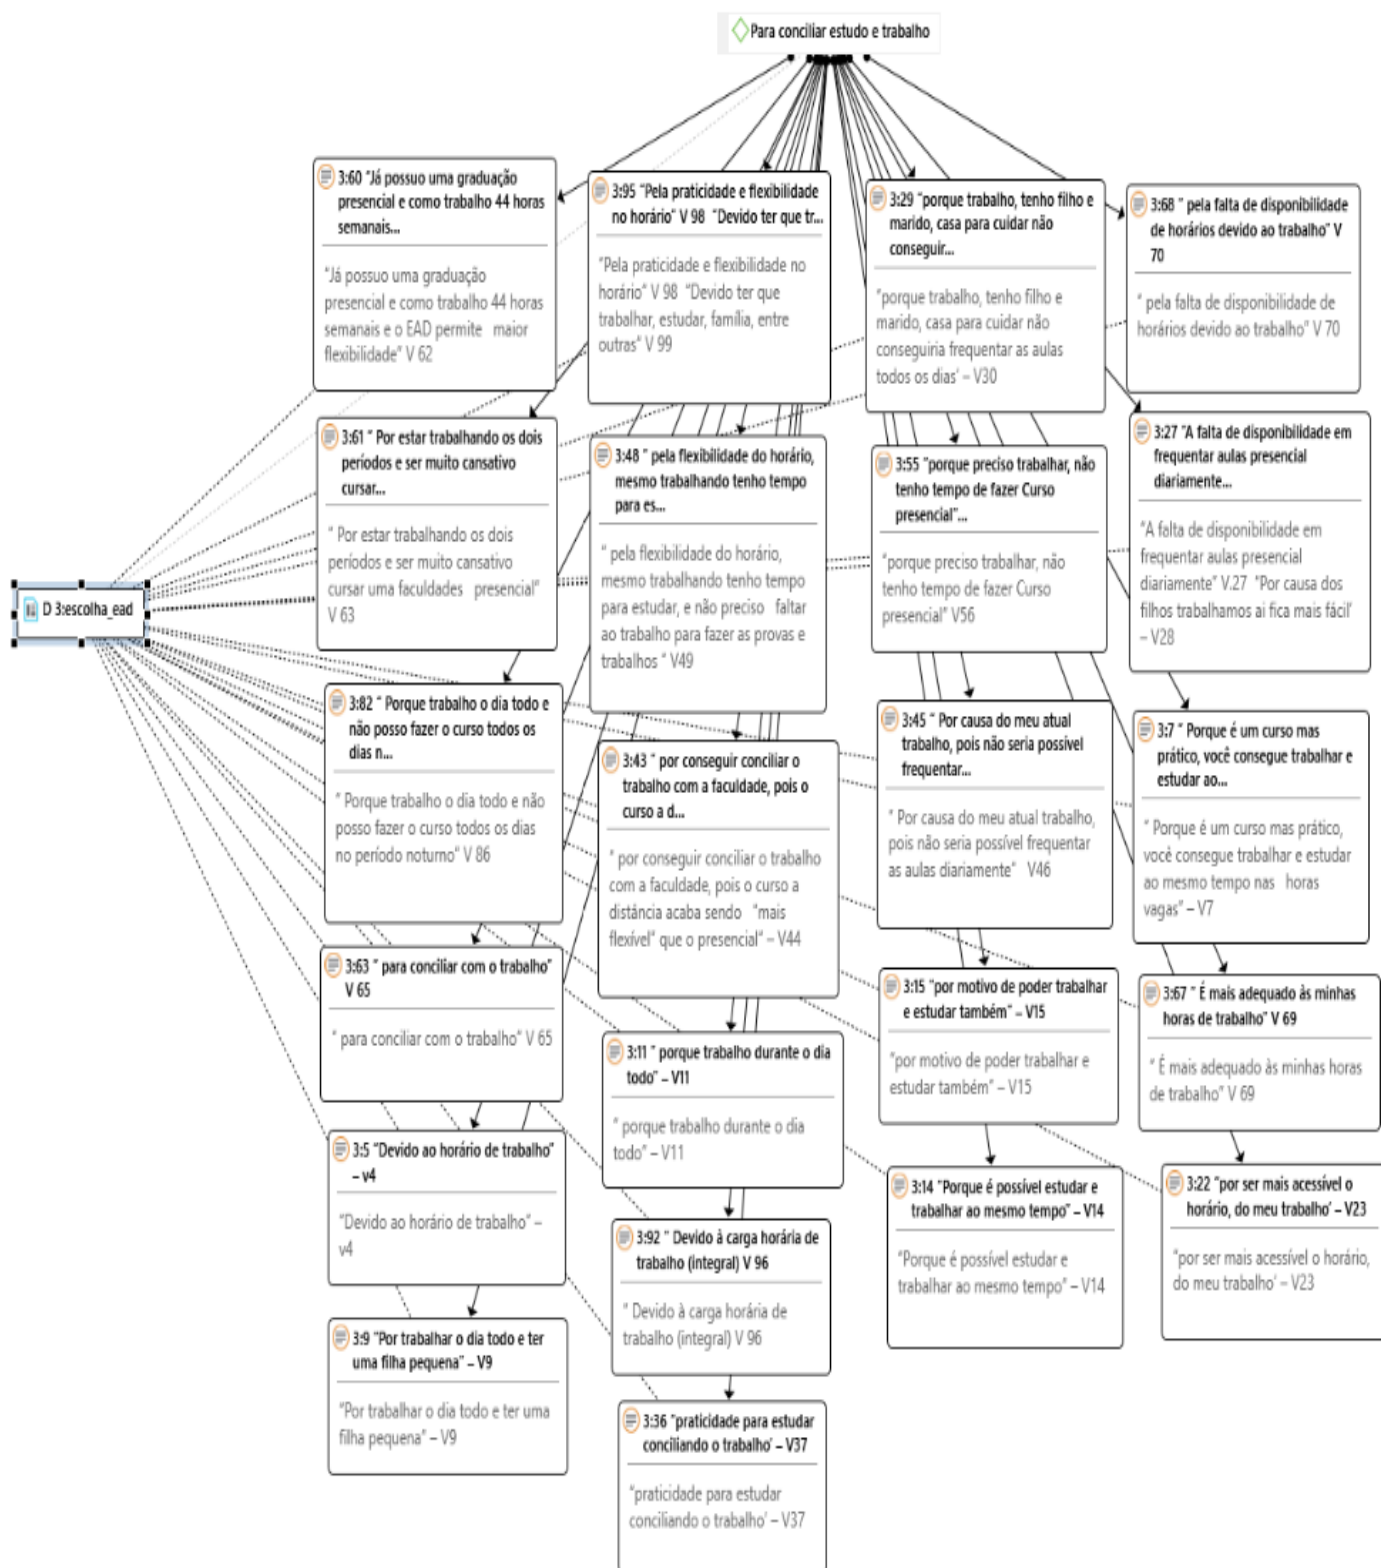 Para conciliar estudo e trabalho
D 3:escolha_ead
3:60 "Já possuo uma graduação
presencial e como trabalho 44 horas
semanais...
"Já possuo uma graduação
presencial e como trabalho 44 horas
semanais e o EAD permite maior
flexibilidade" V 62
3:61 " Por estar trabalhando os dois
períodos e ser muito cansativo
cursar...
" Por estar trabalhando os dois
períodos e ser muito cansativo
cursar uma faculdades presencial"
V 63
3:82 " Porque trabalho o dia todo e
não posso fazer o curso todos os
dias n...
" Porque trabalho o dia todo e não
posso fazer o curso todos os dias
no período noturno" V 86
3:63 " para conciliar com o trabalho"
V 65
" para conciliar com o trabalho" V 65
3:5 "Devido ao horário de trabalho"
– v4
"Devido ao horário de trabalho" –
v4
3:9 "Por trabalhar o dia todo e ter
uma filha pequena" – V9
"Por trabalhar o dia todo e ter uma
filha pequena" – V9
3:95 "Pela praticidade e flexibilidade
no horário" V 98 "Devido ter que tr...
"Pela praticidade e flexibilidade no
horário" V 98 "Devido ter que
trabalhar, estudar, família, entre
outras" V 99
3:48 " pela flexibilidade do horário,
mesmo trabalhando tenho tempo
para es...
" pela flexibilidade do horário,
mesmo trabalhando tenho tempo
para estudar, e não preciso faltar
ao trabalho para fazer as provas e
trabalhos " V49
3:43 " por conseguir conciliar o
trabalho com a faculdade, pois o
curso a d...
" por conseguir conciliar o trabalho
com a faculdade, pois o curso a
distância acaba sendo "mais
flexível" que o presencial" – V44
3:11 " porque trabalho durante o dia
todo" – V11
" porque trabalho durante o dia
todo" – V11
3:92 " Devido à carga horária de
trabalho (integral) V 96
" Devido à carga horária de
trabalho (integral) V 96
3:36 "praticidade para estudar
conciliando o trabalho' – V37
"praticidade para estudar
conciliando o trabalho' – V37
3:29 "porque trabalho, tenho filho e
marido, casa para cuidar não
conseguir...
"porque trabalho, tenho filho e
marido, casa para cuidar não
conseguiria frequentar as aulas
todos os dias' – V30
3:55 "porque preciso trabalhar, não
tenho tempo de fazer Curso
presencial"...
"porque preciso trabalhar, não
tenho tempo de fazer Curso
presencial" V56
3:45 " Por causa do meu atual
trabalho, pois não seria possível
frequentar...
" Por causa do meu atual trabalho,
pois não seria possível frequentar
as aulas diariamente" V46
3:15 "por motivo de poder trabalhar
e estudar também" – V15
"por motivo de poder trabalhar e
estudar também" – V15
3:14 "Porque é possível estudar e
trabalhar ao mesmo tempo" – V14
"Porque é possível estudar e
trabalhar ao mesmo tempo" – V14
3:68 " pela falta de disponibilidade
de horários devido ao trabalho" V
70
" pela falta de disponibilidade de
horários devido ao trabalho" V 70
3:27 "A falta de disponibilidade em
frequentar aulas presencial
diariamente...
"A falta de disponibilidade em
frequentar aulas presencial
diariamente" V.27 "Por causa dos
filhos trabalhamos ai fica mais fácil'
– V28
3:7 " Porque é um curso mas
prático, você consegue trabalhar e
estudar ao...
" Porque é um curso mas prático,
você consegue trabalhar e estudar
ao mesmo tempo nas horas
vagas" – V7
3:67 " É mais adequado às minhas
horas de trabalho" V 69
" É mais adequado às minhas horas
de trabalho" V 69
3:22 "por ser mais acessível o
horário, do meu trabalho' – V23
"por ser mais acessível o horário,
do meu trabalho' – V23